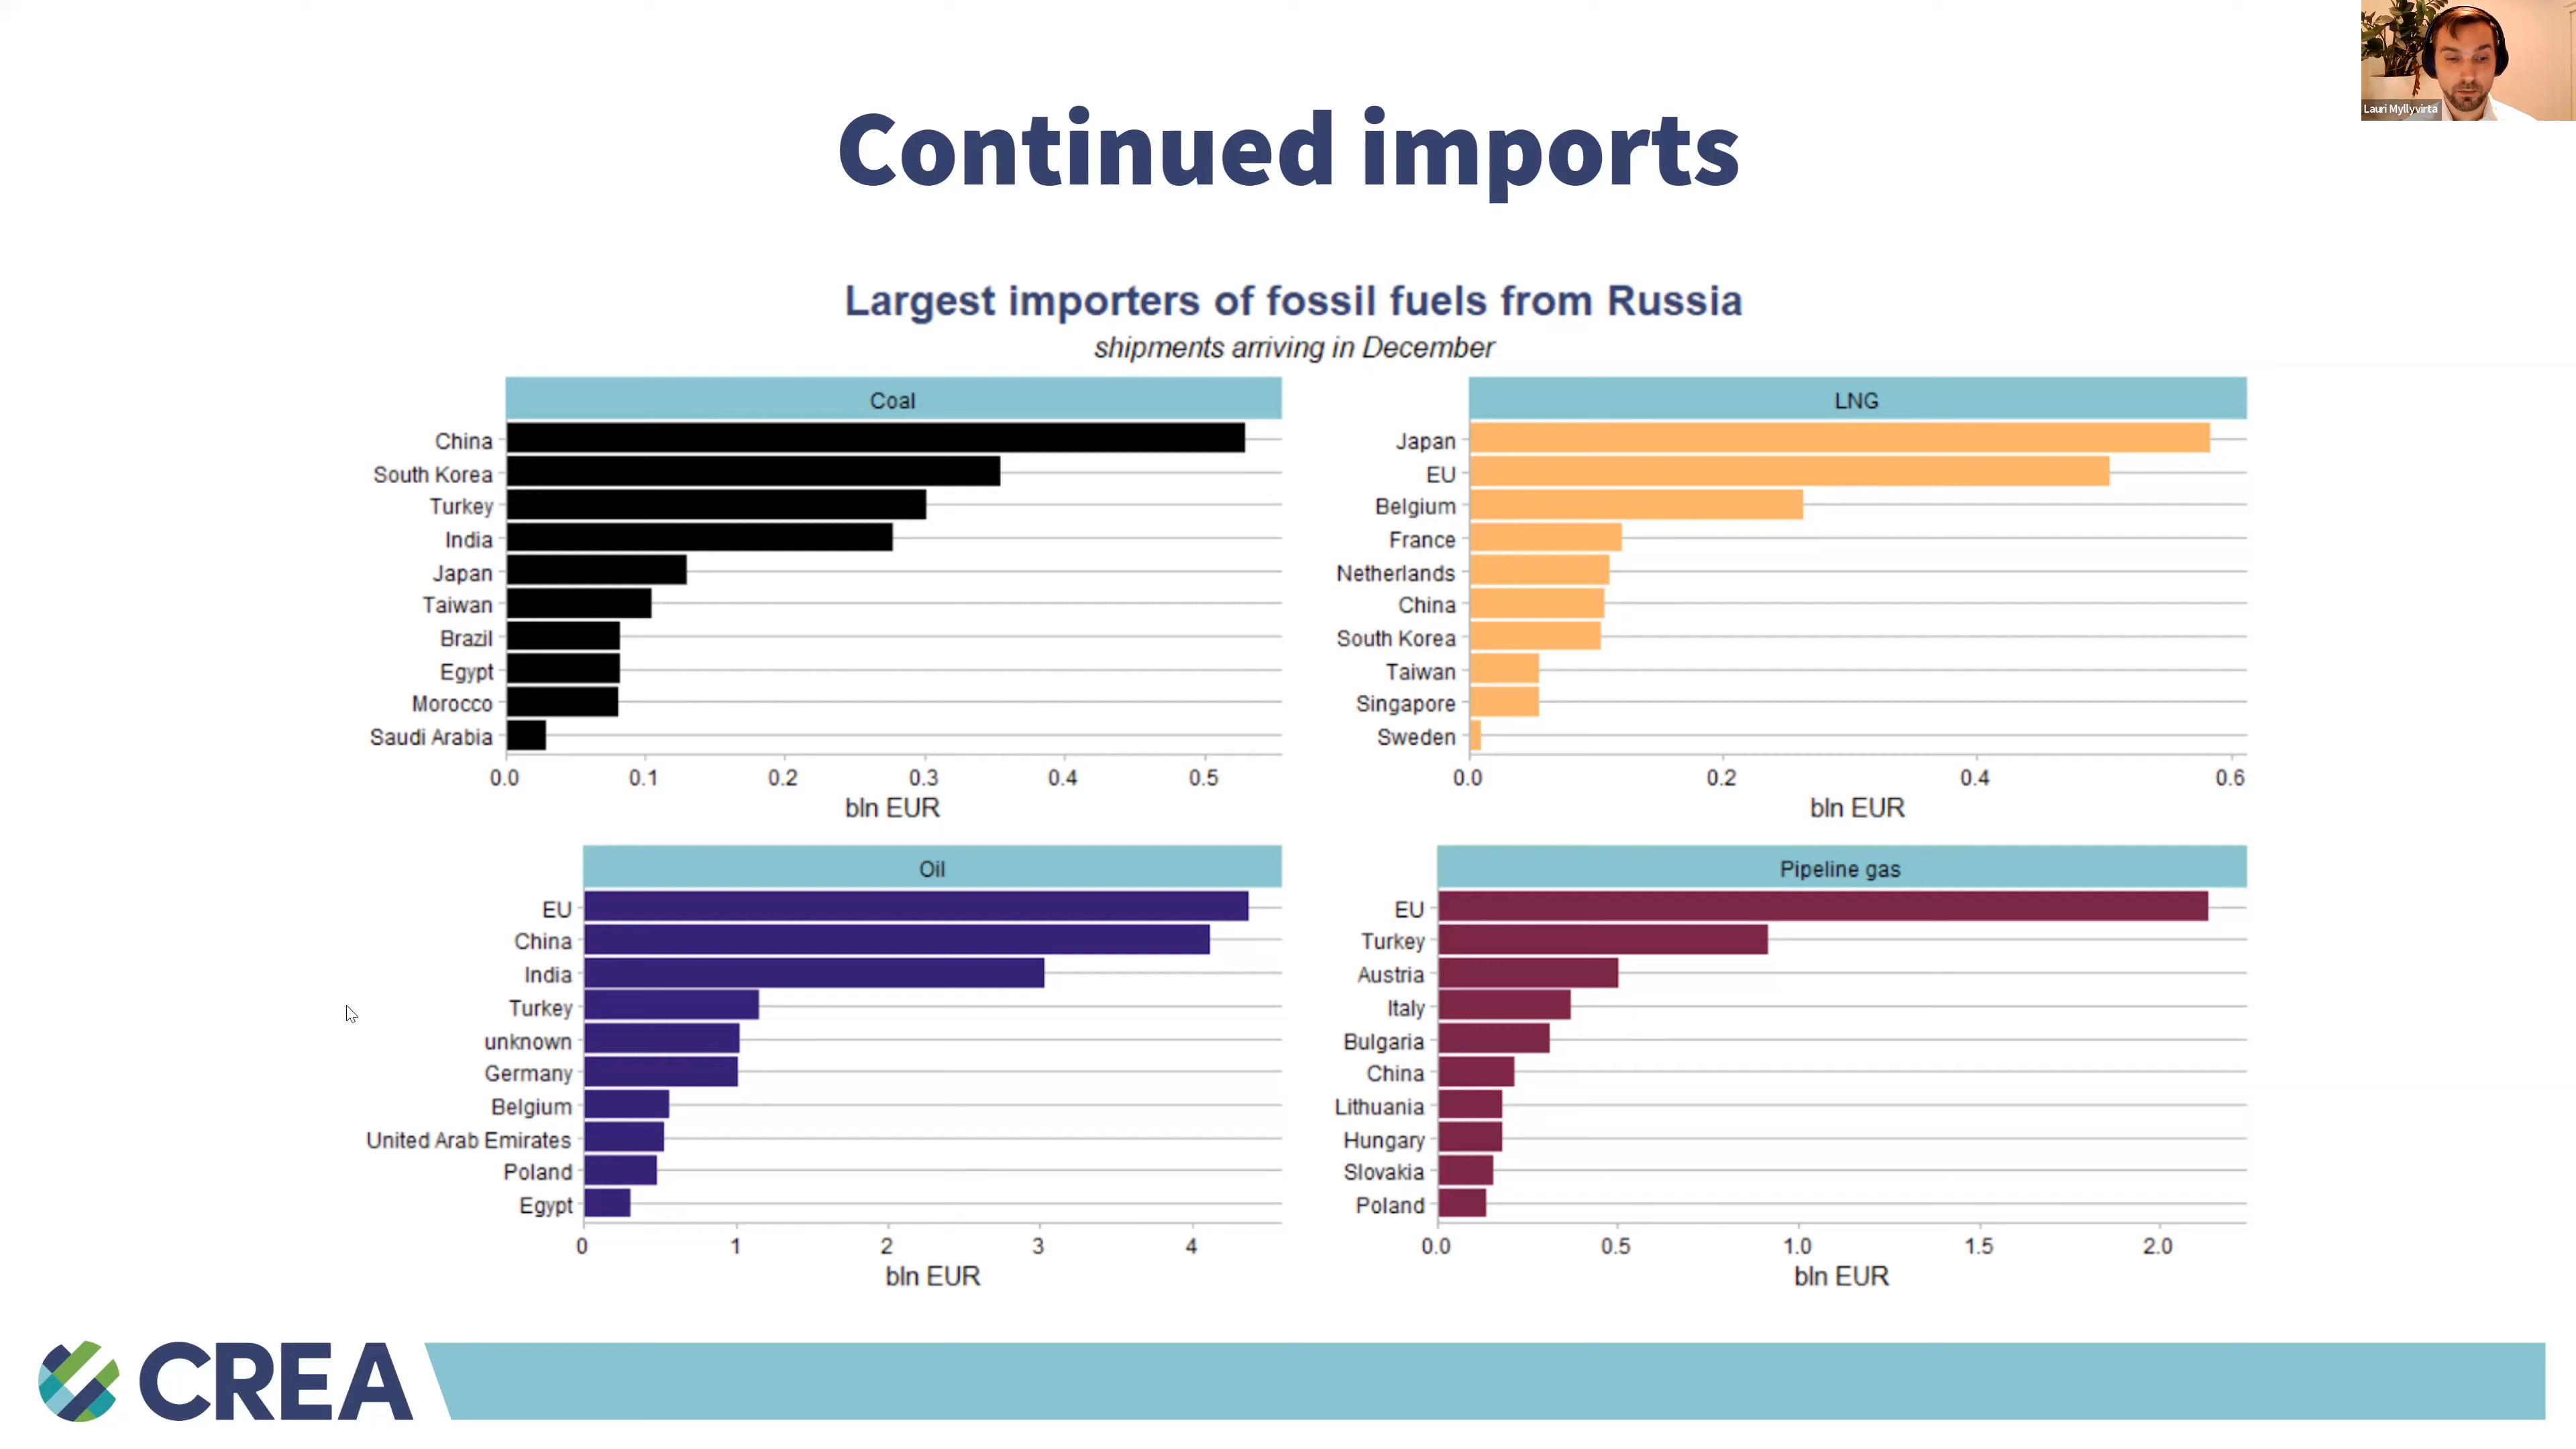 Lauri Myllyvirta
Continued imports
Largest importers of fossil fuels from Russia
shipments arriving in December
Coal
China
South Korea
Turkey
India
Japan
Taiwan
Brazil
Egypt
Morocco
Saudi Arabia
0.0 0.1 0.2 0.3 0.4 0.5
bln EUR
LNG
Japan
EU
Belgium
France
Netherlands
China
South Korea
Taiwan
Singapore
Sweden
0.0 0.2 0.4 0.6
bln EUR
Oil
EU
China
India
Turkey
unknown
Germany
Belgium
United Arab Emirates
Poland
Egypt
0 1 2 3 4
bln EUR
Pipeline gas
EU
Turkey
Austria
Italy
Bulgaria
China
Lithuania
Hungary
Slovakia
Poland
0.0 0.5 1.0 1.5 2.0
bln EUR
CREA